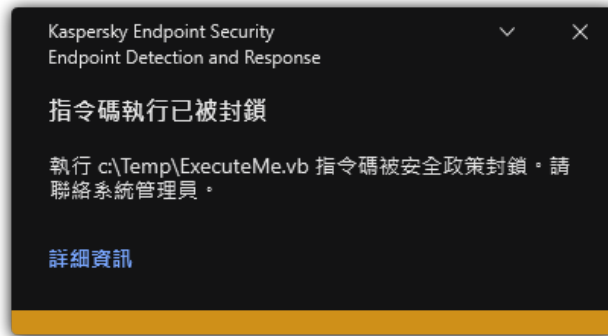 Kaspersky Endpoint Security
Endpoint Detection and Response
指令碼執行已被封鎖
執行 c:\Temp\ExecuteMe.vb 指令碼被安全政策封鎖。請
聯絡系統管理員。
詳細資訊